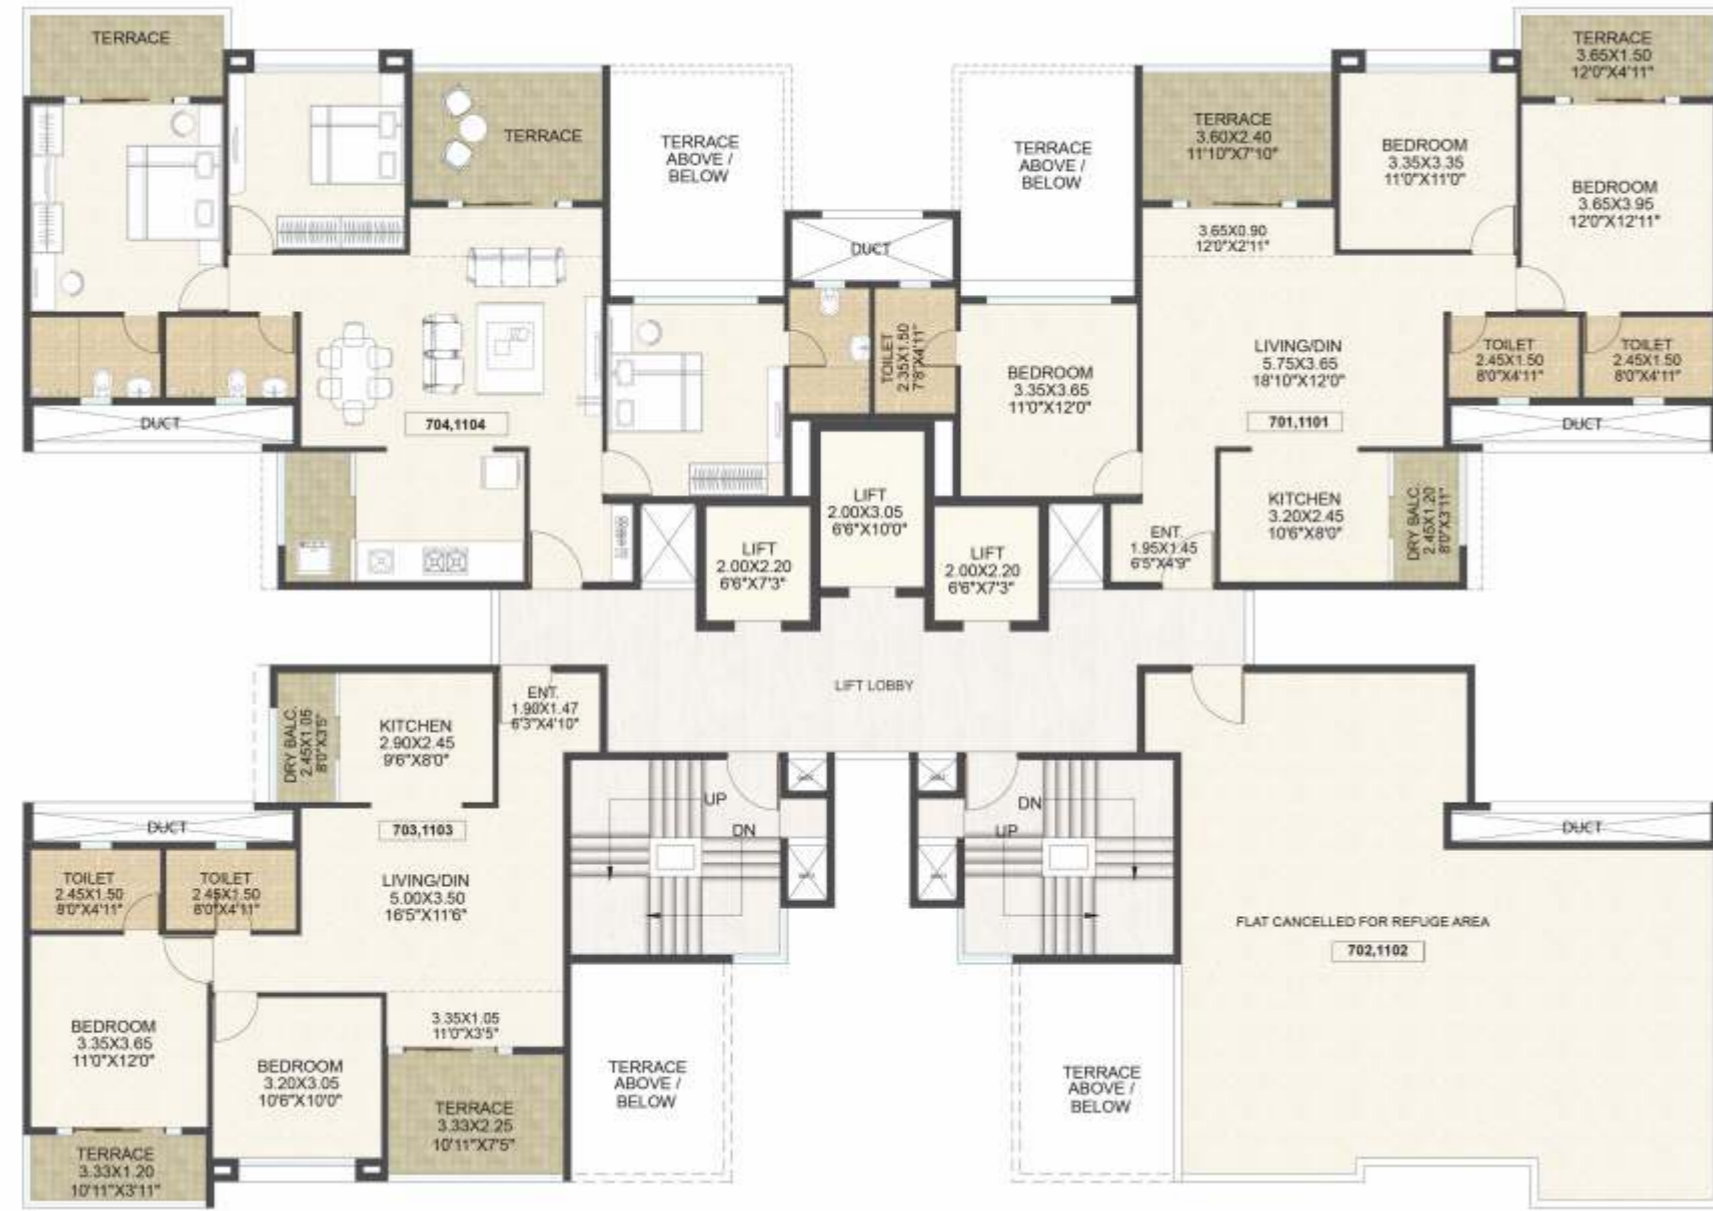 TERRACE
TERRACE
TERRACE
ABOVE /
BELOW
TERRACE
ABOVE /
BELOW
TERRACE
3.60X2.40
11'10"X7'10"
BEDROOM
3.35X3.35
11'0"X11'0"
TERRACE
3.65X1.50
12'0"X4'11"
BEDROOM
3.65X3.95
12'0"X12'11"
3.65X0.90
12'0"X2'11"
DUCT
TOILET
2.35X1.50
7'8"X4'11"
BEDROOM
3.35X3.65
11'0"X12'0"
LIVING/DIN
5.75X3.65
18'10"X12'0"
701,1101
TOILET
2.45X1.50
8'0"X4'11"
TOILET
2.45X1.50
8'0"X4'11"
DUCT
DUCT
704,1104
LIFT
2.00X2.20
6'6"X7'3"
LIFT
2.00X3.05
6'6"X10'0"
LIFT
2.00X2.20
6'6"X7'3"
ENT.
1.95X1.45
6'5"X4'9"
KITCHEN
3.20X2.45
10'6"X8'0"
DRY BALC.
2.45X1.20
8'0"X3'11"
LIFT LOBBY
DRY BALC.
2.45X1.05
8'0"X3'5"
KITCHEN
2.90X2.45
9'6"X8'0"
ENT.
1.90X1.47
6'3"X4'10"
UP
DN
DN
UP
DUCT
703,1103
DUCT
TOILET
2.45X1.50
8'0"X4'11"
TOILET
2.45X1.50
8'0"X4'11"
LIVING/DIN
5.00X3.50
16'5"X11'6"
FLAT CANCELLED FOR REFUGE AREA
702,1102
BEDROOM
3.35X3.65
11'0"X12'0"
BEDROOM
3.20X3.05
10'6"X10'0"
3.35X1.05
11'0"X3'5"
TERRACE
3.33X2.25
10'11"X7'5"
TERRACE
ABOVE /
BELOW
TERRACE
ABOVE /
BELOW
TERRACE
3.33X1.20
10'11"X3'11"